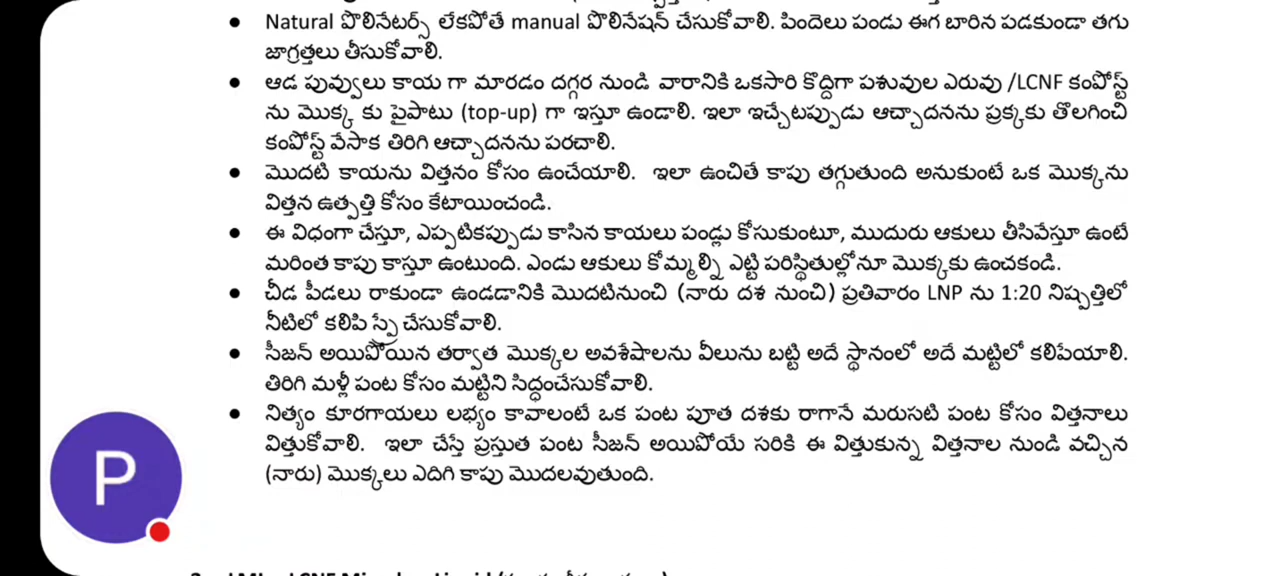 Natural పొలినేటర్స్ లేకపోతే manual పొలినేషన్ చేసుకోవాలి. పిందెలు పండు ఈగ బారిన పడకుండా తగు
జాగ్రత్తలు తీసుకోవాలి.
ఆడ పువ్వులు కాయ గా మారడం దగ్గర నుండి వారానికి ఒకసారి కొద్దిగా పశువుల ఎరువు /LCNF కంపోస్ట్
ను మొక్క కు పైపాటు (top-up) గా ఇస్తూ ఉండాలి. ఇలా ఇచ్చేటప్పుడు ఆచ్చాదనను ప్రక్కకు తొలగించి
కంపోస్ట్ వేసాక తిరిగి ఆచ్చాదనను పరచాలి.
మొదటి కాయను విత్తనం కోసం ఉంచేయాలి. ఇలా ఉంచితే కాపు తగ్గుతుంది అనుకుంటే ఒక మొక్కను
విత్తన ఉత్పత్తి కోసం కేటాయించండి.
ఈ విధంగా చేస్తూ, ఎప్పటికప్పుడు కాసిన కాయలు పండ్లు కోసుకుంటూ, ముదురు ఆకులు తీసివేస్తూ ఉంటే
మరింత కాపు కాస్తూ ఉంటుంది. ఎండు ఆకులు కోమ్మల్ని ఎట్టి పరిస్థితుల్లోనూ మొక్కకు ఉంచకండి.
చీడ పీడలు రాకుండా ఉండడానికి మొదటినుంచి (నారు దశ నుంచి) ప్రతివారం LNP ను 1:20 నిష్పత్తిలో
నీటిలో కలిపి స్ప్రే చేసుకోవాలి.
సీజన్ అయిపోయిన తర్వాత మొక్కల అవశేషాలను వీలును బట్టి అదే స్థానంలో అదే మట్టిలో కలిపేయాలి.
తిరిగి మళ్లీ పంట కోసం మట్టిని సిద్ధంచేసుకోవాలి.
నిత్యం కూరగాయలు లభ్యం కావాలంటే ఒక పంట పూత దశకు రాగానే మరుసటి పంట కోసం విత్తనాలు
విత్తుకోవాలి. ఇలా చేస్తే ప్రస్తుత పంట సీజన్ అయిపోయే సరికి ఈ విత్తుకున్న విత్తనాల నుండి వచ్చిన
(నారు) మొక్కలు ఎదిగి కాపు మొదలవుతుంది.
P